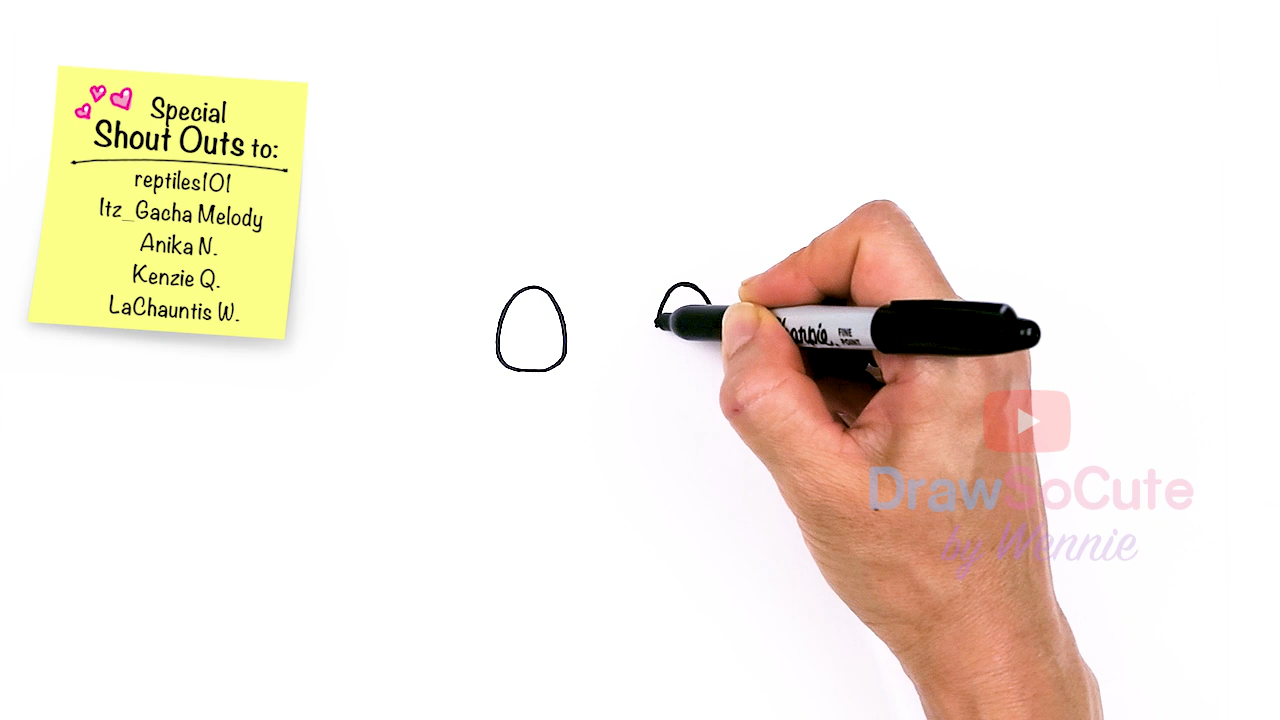 Special
Shout Outs to:
reptiles101
Itz_Gacha Melody
Anika N.
Kenzie Q.
LaChauntis W.
Sharpie
FINE
POINT
DrawSoCute
by Wennie